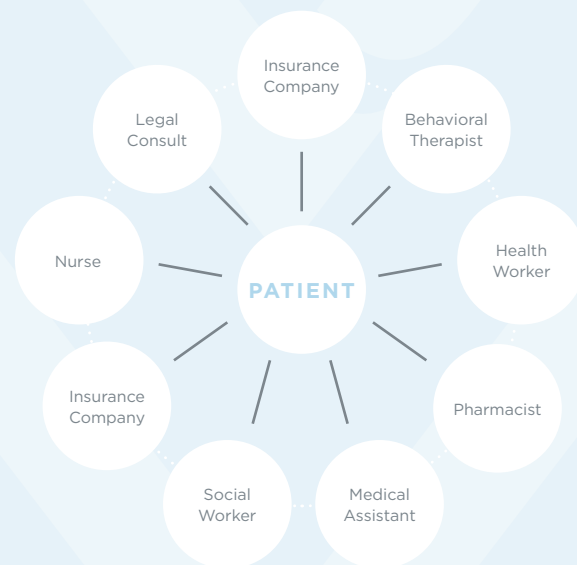 Insurance
Company
Behavioral
Therapist
Health
Worker
Pharmacist
Medical
Assistant
Social
Worker
Insurance
Company
Nurse
Legal
Consult
PATIENT